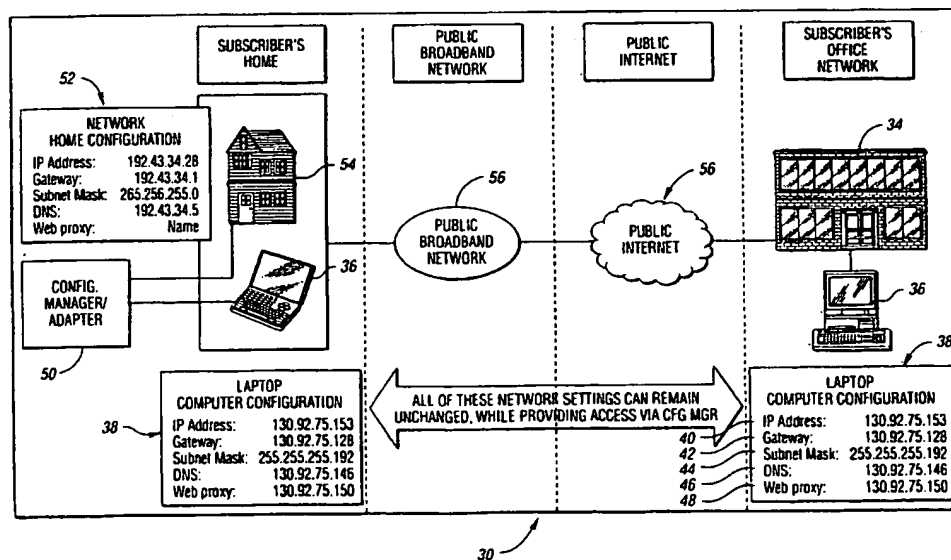 SUBSCRIBER'S
HOME
PUBLIC
BROADBAND
NETWORK
PUBLIC
INTERNET
SUBSCRIBER'S
OFFICE
NETWORK
52
NETWORK
HOME CONFIGURATION
IP Address: 192.43.34.28
Gateway: 192.43.34.1
Subnet Mask: 265.256.255.0
DNS: 192.43.34.5
Web proxy: Name
54
34
56
PUBLIC
BROADBAND
NETWORK
56
PUBLIC
INTERNET
CONFIG.
MANAGER/
ADAPTER
36
36
50
38
LAPTOP
COMPUTER CONFIGURATION
IP Address: 130.92.75.153
Gateway: 130.92.75.128
Subnet Mask: 255.255.255.192
DNS: 130.92.75.146
Web proxy: 130.92.75.150
ALL OF THESE NETWORK SETTINGS CAN REMAIN
UNCHANGED, WHILE PROVIDING ACCESS VIA CFG MGR
38
LAPTOP
COMPUTER CONFIGURATION
40 IP Address: 130.92.75.153
42 Gateway: 130.92.75.128
44 Subnet Mask: 255.255.255.192
46 DNS: 130.92.75.146
48 Web proxy: 130.92.75.150
30